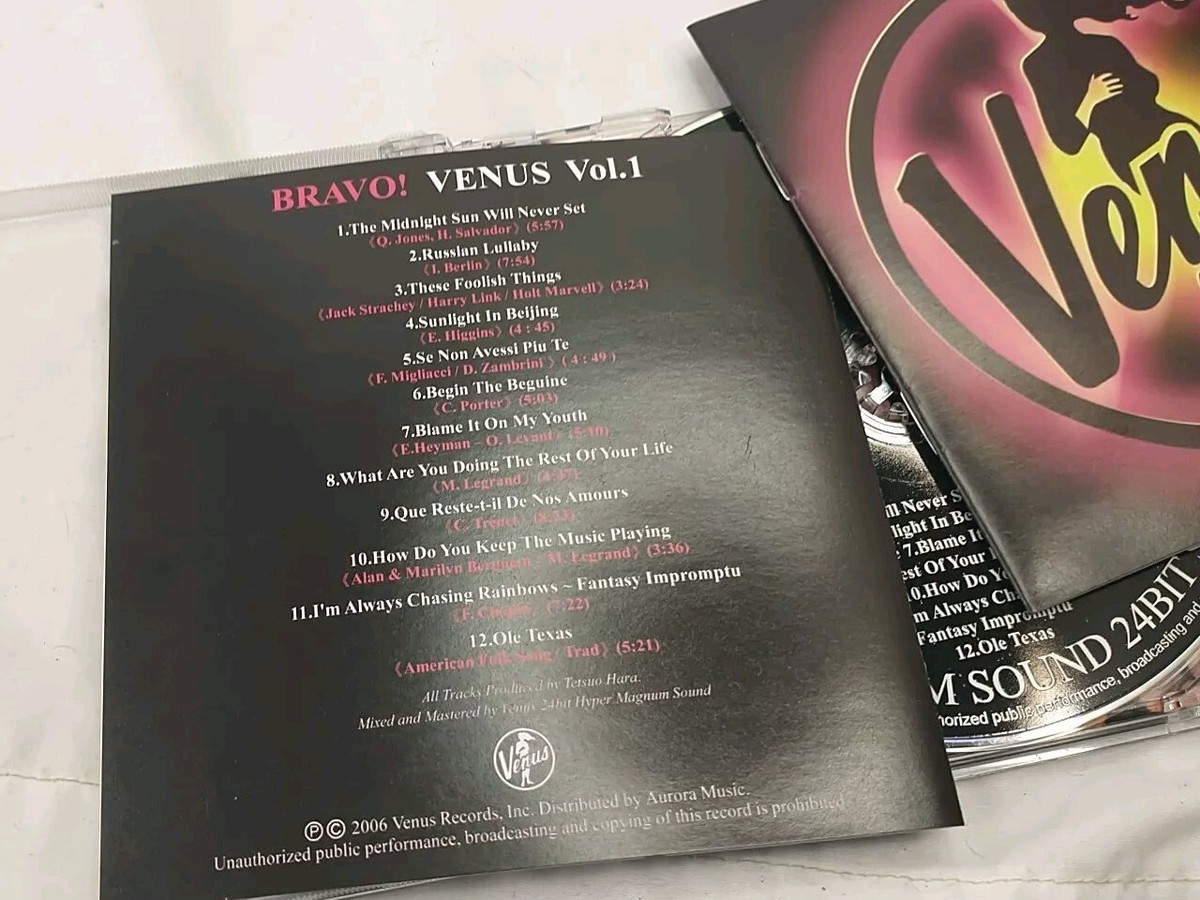 BRAVO! VENUS Vol.1
1.The Midnight Sun Will Never Set
《Q. Jones, H. Salvador》 (5:57)
2.Russian Lullaby
《I. Berlin》 (7:54)
3.These Foolish Things
《Jack Strachey / Harry Link / Holt Marvell》 (3:24)
4.Sunlight In Beijing
《E. Higgins》 (4 : 45)
5.Se Non Avessi Piu Te
《F. Migliacci / D. Zambrini 》 ( 4 : 49 )
6.Begin The Beguine
《C. Porter》 (5:03)
7.Blame It On My Youth
《E.Heyman – O. Levant》 (5:10)
8.What Are You Doing The Rest Of Your Life
《M. Legrand》
9.Que Reste-t-il De Nos Amours
《C. Trenet》
10.How Do You Keep The Music Playing
《Alan & Marilyn Bergman / M. Legrand》 (3:36)
11.I'm Always Chasing Rainbows ~ Fantasy Impromptu
《F. Chopin》 (7:22)
12.Ole Texas
《American Folk Song / Trad》 (5:21)
All Tracks Produced by Tetsuo Hara.
Mixed and Mastered by Venus 24bit Hyper Magnum Sound
Venus
Ⓟ© 2006 Venus Records, Inc. Distributed by Aurora Music.
Unauthorized public performance, broadcasting and copying of this record is prohibited
Ven
ll Never S
light In Be
7.Blame It
est Of Your
0.How Do Yo
m Always Ch
Fantasy Impromptu
12.Ole Texas
M SOUND 24BIT
horized public performance, broadcasting and